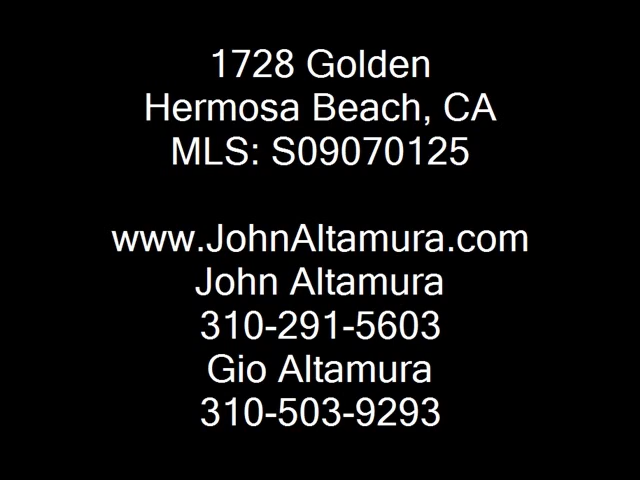 1728 Golden
Hermosa Beach, CA
MLS: S09070125
www.JohnAltamura.com
John Altamura
310-291-5603
Gio Altamura
310-503-9293